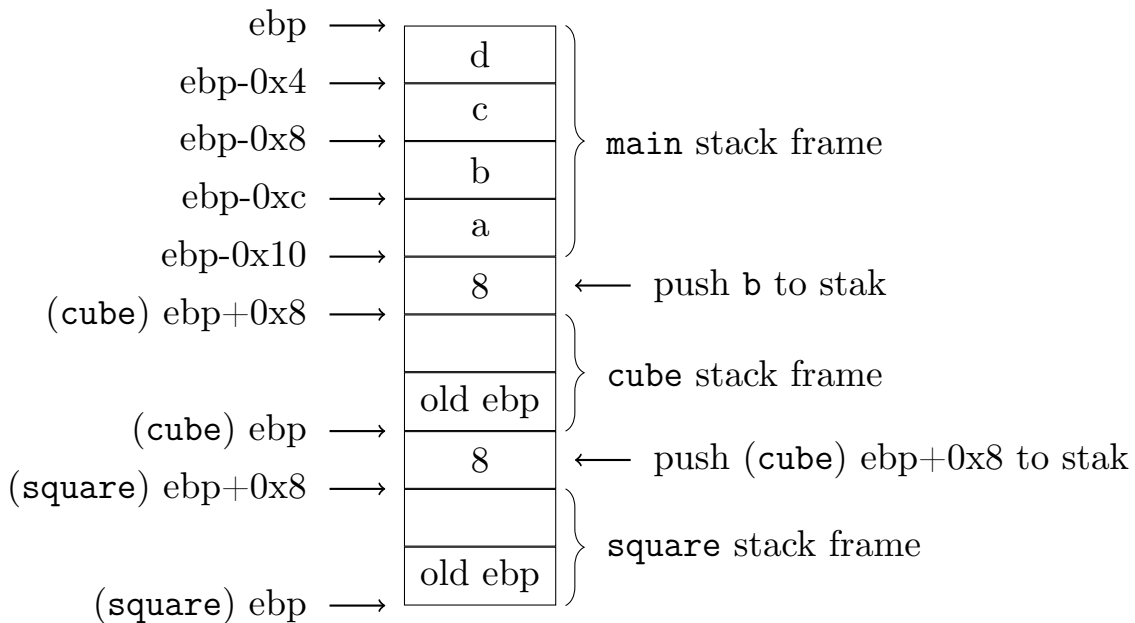 ebp
d
ebp-0x4
c
ebp-0x8
main stack frame
b
ebp-0xc
a
ebp-0x10
8
push b to stak
(cube) ebp+0x8
cube stack frame
old ebp
(cube) ebp
8
push (cube) ebp+0x8 to stak
(square) ebp+0x8
square stack frame
old ebp
(square) ebp